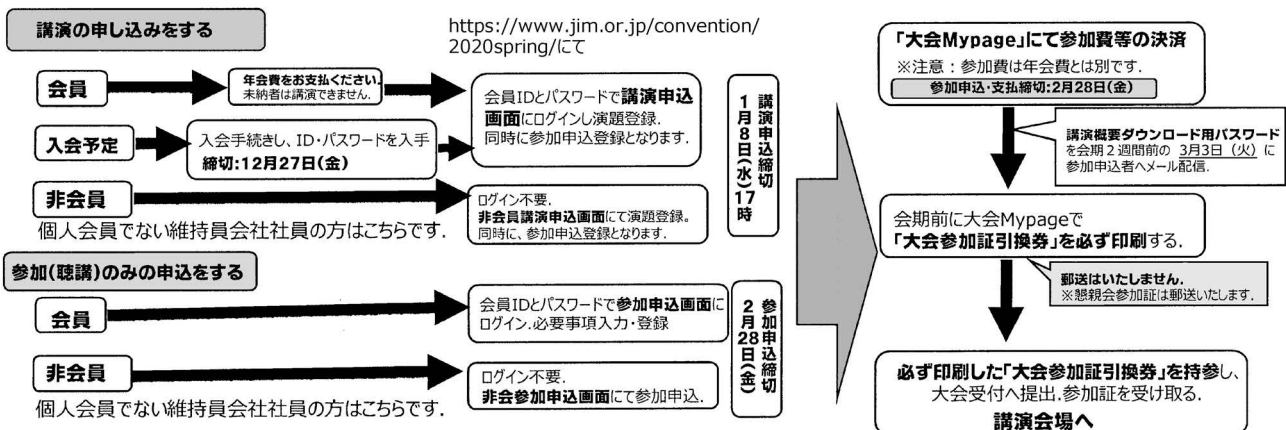 講演の申し込みをする
https://www.jim.or.jp/convention/
2020spring/にて
会員
年会費をお支払ください.
未納者は講演できません.
会員IDとパスワードで講演申込
画面にログインし演題登録.
同時に参加申込登録となります.
入会予定
入会手続きし、ID・パスワードを入手
締切:12月27日(金)
非会員
ログイン不要.
非会員講演申込画面にて演題登録。
同時に、参加申込登録となります.
個人会員でない維持員会社社員の方はこちらです.
講演申込締切
1月8日(水)17時
参加(聴講)のみの申込をする
会員
会員IDとパスワードで参加申込画面に
ログイン.必要事項入力・登録
非会員
ログイン不要.
非会参加申込画面にて参加申込.
個人会員でない維持員会社社員の方はこちらです.
参加申込締切
2月28日(金)
「大会Mypage」にて参加費等の決済
※注意：参加費は年会費とは別です.
参加申込・支払締切:2月28日(金)
講演概要ダウンロード用パスワード
を会期2週間前の 3月3日（火）に
参加申込者へメール配信.
会期前に大会Mypageで
「大会参加証引換券」を必ず印刷する.
郵送はいたしません.
※懇親会参加証は郵送いたします.
必ず印刷した「大会参加証引換券」を持参し、
大会受付へ提出.参加証を受け取る.
講演会場へ